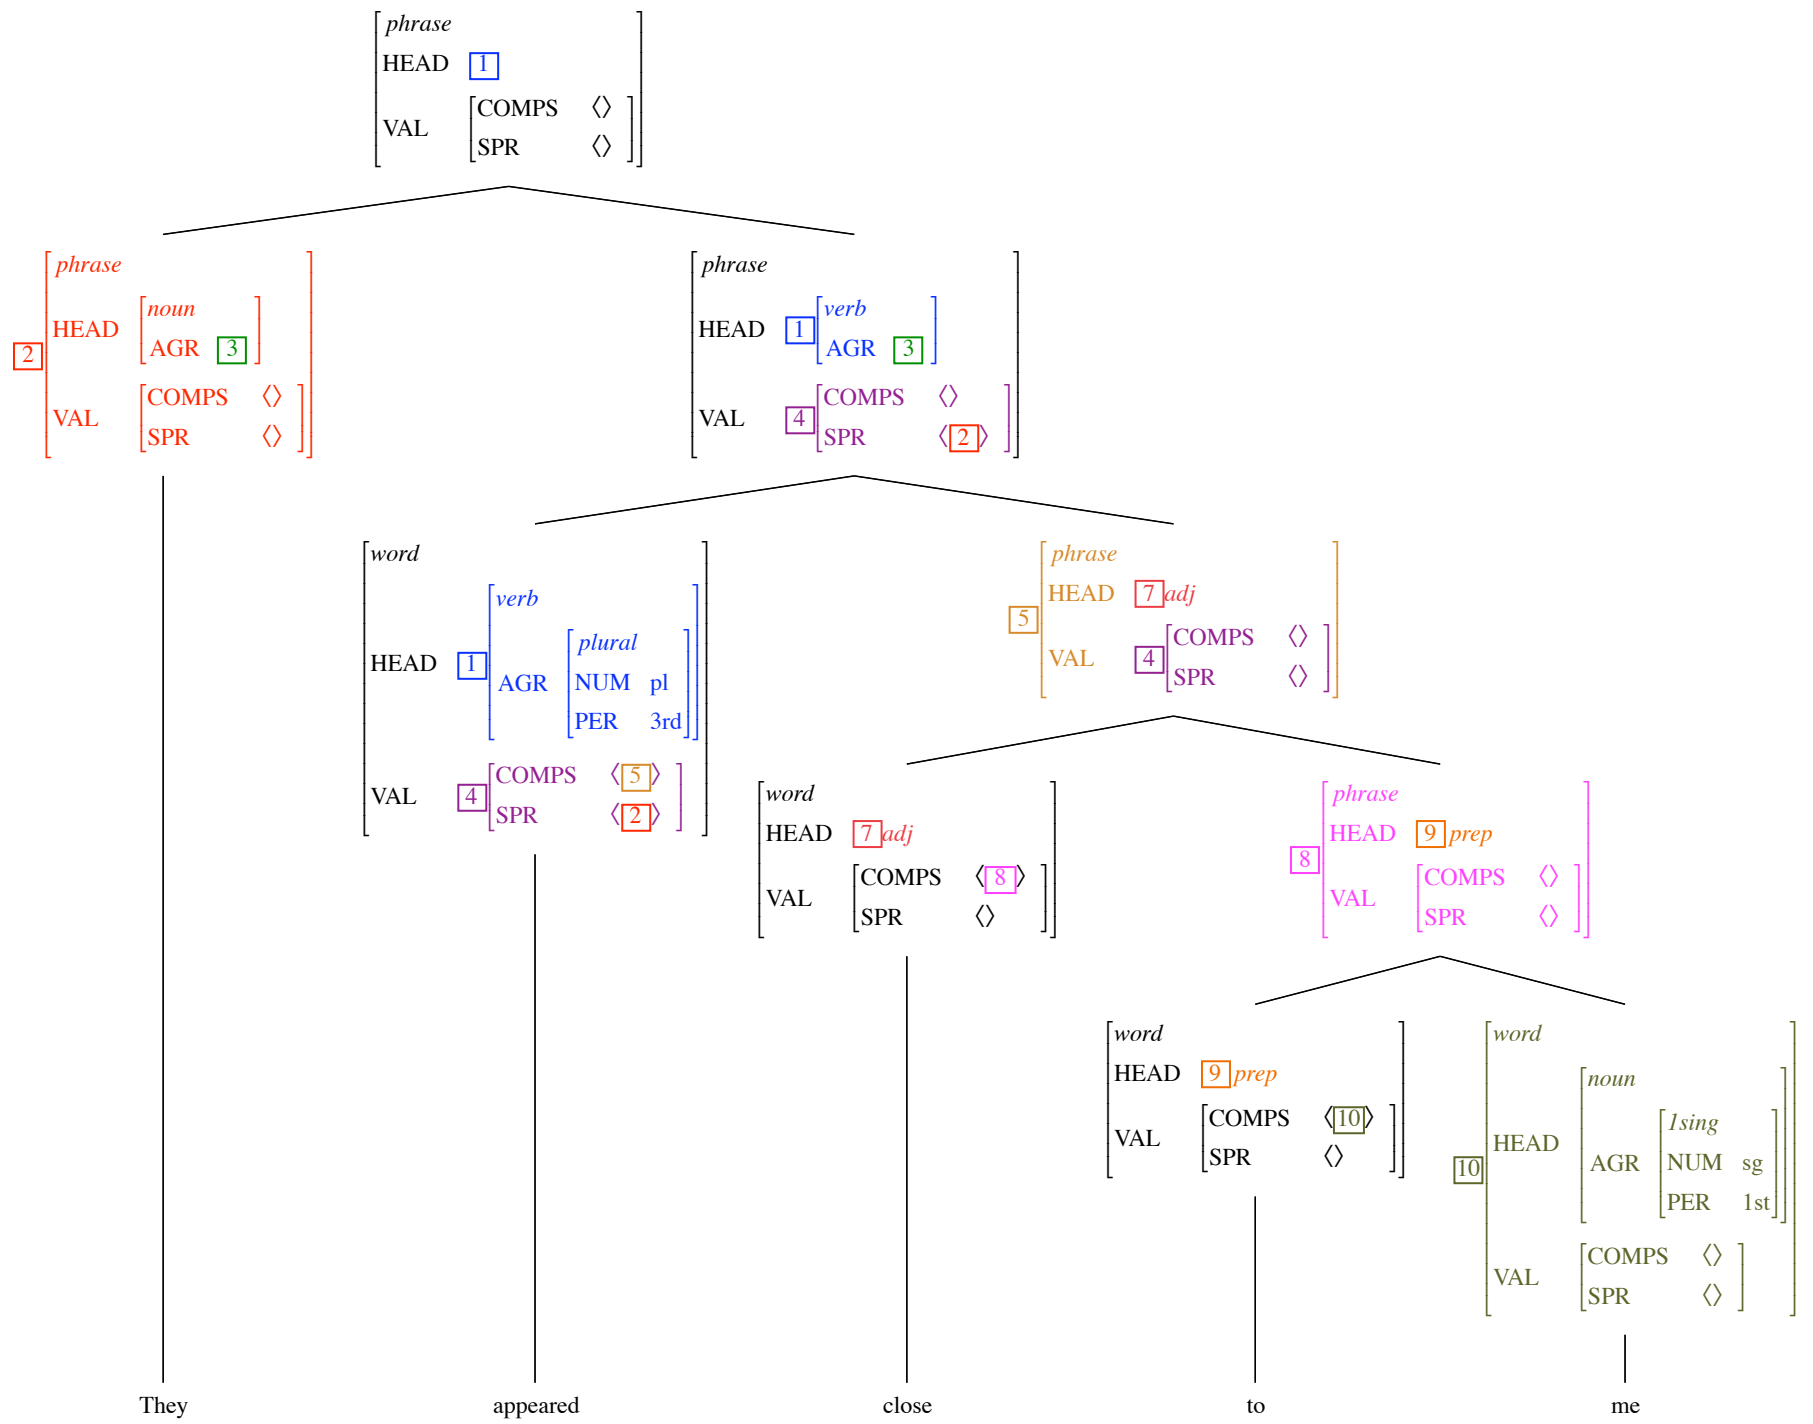 phrase
HEAD 1
VAL COMPS 〈〉
SPR 〈〉
2 phrase
HEAD noun
AGR 3
VAL COMPS 〈〉
SPR 〈〉
phrase
HEAD 1 verb
AGR 3
VAL 4 COMPS 〈〉
SPR 〈2〉
word
HEAD 1 verb
AGR plural
NUM pl
PER 3rd
VAL 4 COMPS 〈5〉
SPR 〈2〉
5 phrase
HEAD 7 adj
VAL 4 COMPS 〈〉
SPR 〈〉
word
HEAD 7 adj
VAL COMPS 〈8〉
SPR 〈〉
8 phrase
HEAD 9 prep
VAL COMPS 〈〉
SPR 〈〉
word
HEAD 9 prep
VAL COMPS 〈10〉
SPR 〈〉
10 word
HEAD noun
AGR 1sing
NUM sg
PER 1st
VAL COMPS 〈〉
SPR 〈〉
They appeared close to me